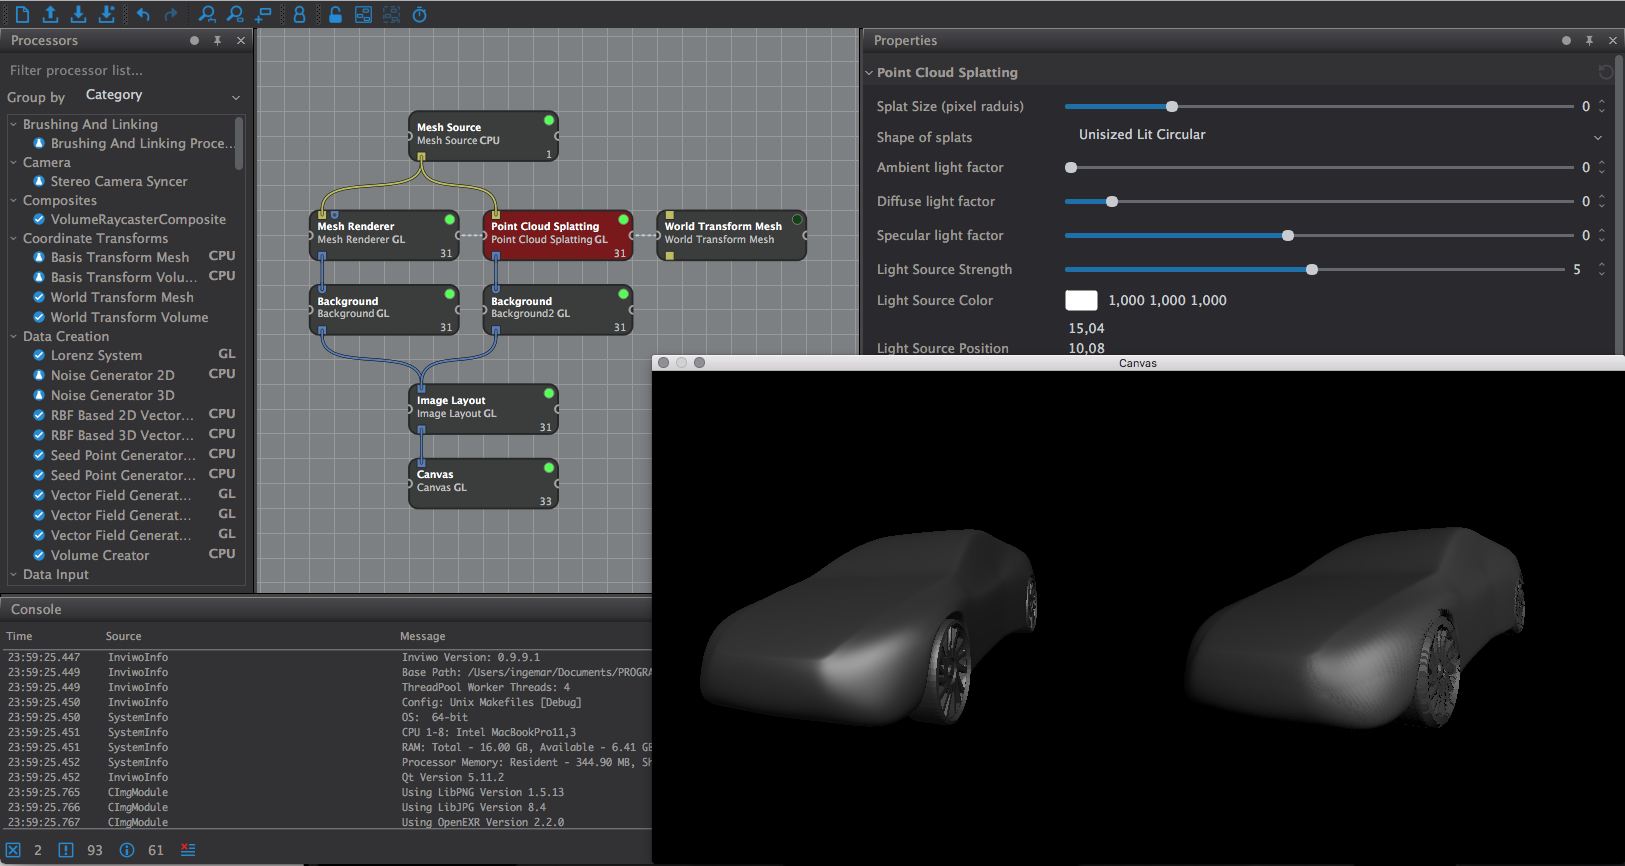 Processors
Filter processor list...
Group by Category
Brushing And Linking
Brushing And Linking Proce...
Camera
Stereo Camera Syncer
Composites
VolumeRaycasterComposite
Coordinate Transforms
Basis Transform Mesh CPU
Basis Transform Volu... CPU
World Transform Mesh
World Transform Volume
Data Creation
Lorenz System GL
Noise Generator 2D CPU
Noise Generator 3D
RBF Based 2D Vector... CPU
RBF Based 3D Vector... CPU
Seed Point Generator... CPU
Seed Point Generator... CPU
Vector Field Generat... GL
Vector Field Generat... GL
Vector Field Generat... GL
Volume Creator CPU
Data Input
Mesh Source
Mesh Source CPU
1
Mesh Renderer
Mesh Renderer GL
31
Point Cloud Splatting
Point Cloud Splatting GL
31
World Transform Mesh
World Transform Mesh
Background
Background GL
31
Background
Background2 GL
31
Image Layout
Image Layout GL
31
Canvas
Canvas GL
33
Properties
Point Cloud Splatting
Splat Size (pixel raduis) 0
Shape of splats Unisized Lit Circular
Ambient light factor 0
Diffuse light factor 0
Specular light factor 0
Light Source Strength 5
Light Source Color 1,000 1,000 1,000
15,04
Light Source Position 10,08
Canvas
Console
Time Source Message
23:59:25.447 InviwoInfo Inviwo Version: 0.9.9.1
23:59:25.449 InviwoInfo Base Path: /Users/ingemar/Documents/PROGRA
23:59:25.449 InviwoInfo ThreadPool Worker Threads: 4
23:59:25.450 InviwoInfo Config: Unix Makefiles [Debug]
23:59:25.450 SystemInfo OS: 64-bit
23:59:25.451 SystemInfo CPU 1-8: Intel MacBookPro11,3
23:59:25.451 SystemInfo RAM: Total - 16.00 GB, Available - 6.41 GB
23:59:25.452 SystemInfo Processor Memory: Resident - 344.90 MB, Sh
23:59:25.452 InviwoInfo Qt Version 5.11.2
23:59:25.765 CImgModule Using LibPNG Version 1.5.13
23:59:25.766 CImgModule Using LibJPG Version 8.4
23:59:25.767 CImgModule Using OpenEXR Version 2.2.0
2 93 61